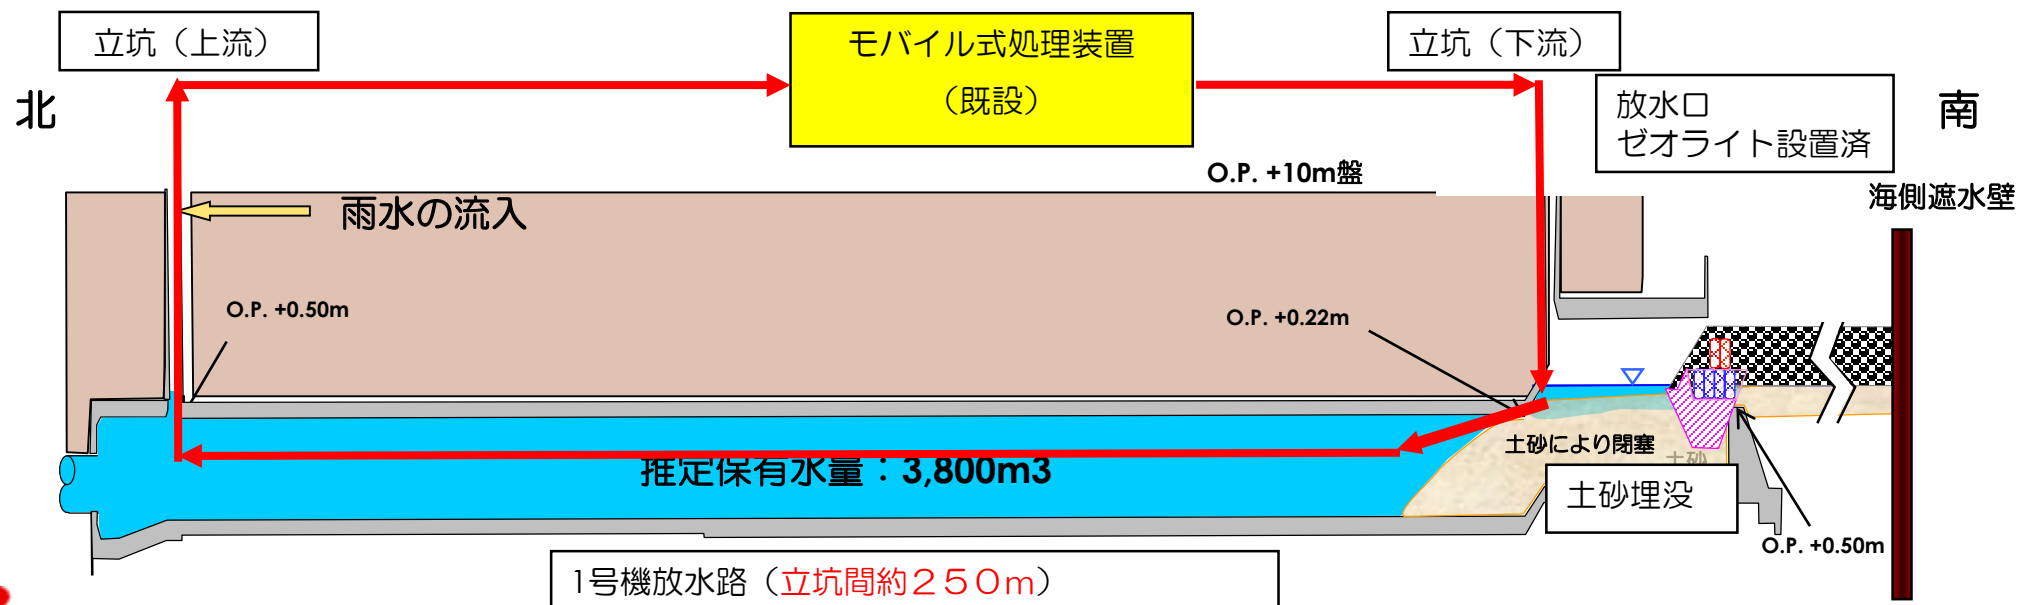 立坑（上流）
モバイル式処理装置
（既設）
立坑（下流）
北
放水口
ゼオライト設置済
南
O.P. +10m盤
海側遮水壁
雨水の流入
O.P. +0.50m
O.P. +0.22m
土砂により閉塞
土砂
推定保有水量：3,800m3
土砂埋没
O.P. +0.50m
1号機放水路（立坑間約２５０m）